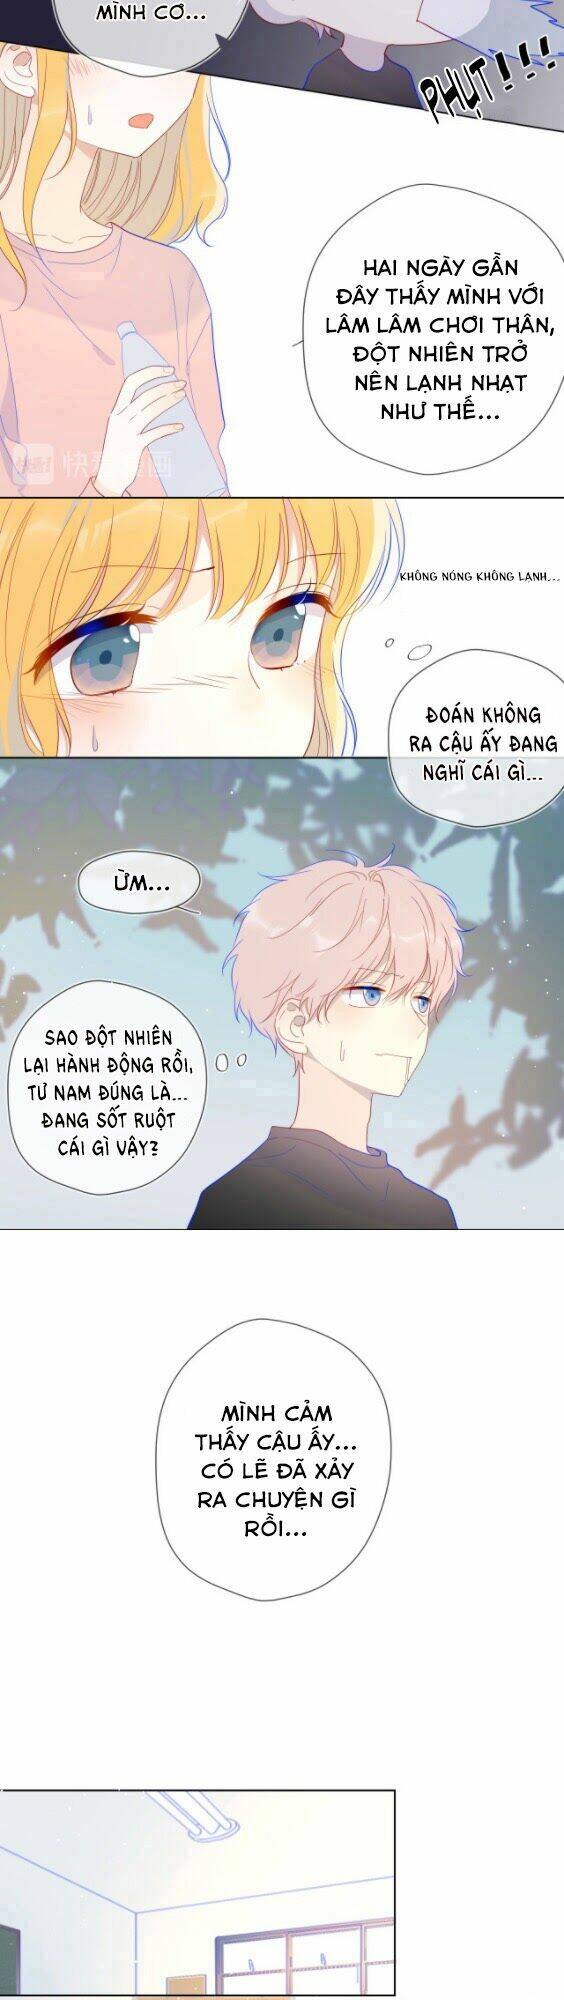 MÌNH CƠ...
PHỤT!!!
HAI NGÀY GẦN
ĐÂY THẤY MÌNH VỚI
LÂM LÂM CHƠI THÂN,
ĐỘT NHIÊN TRỞ
NÊN LẠNH NHẠT
NHƯ THẾ...
KHÔNG NÓNG KHÔNG LẠNH...
ĐOÁN KHÔNG
RA CẬU ẤY ĐANG
NGHĨ CÁI GÌ...
ỪM...
SAO ĐỘT NHIÊN
LẠI HÀNH ĐỘNG RỒI,
TƯ NAM ĐÚNG LÀ...
ĐANG SỐT RUỘT
CÁI GÌ VẬY?
MÌNH CẢM
THẤY CẬU ẤY...
CÓ LẼ ĐÃ XẢY
RA CHUYỆN GÌ
RỒI...